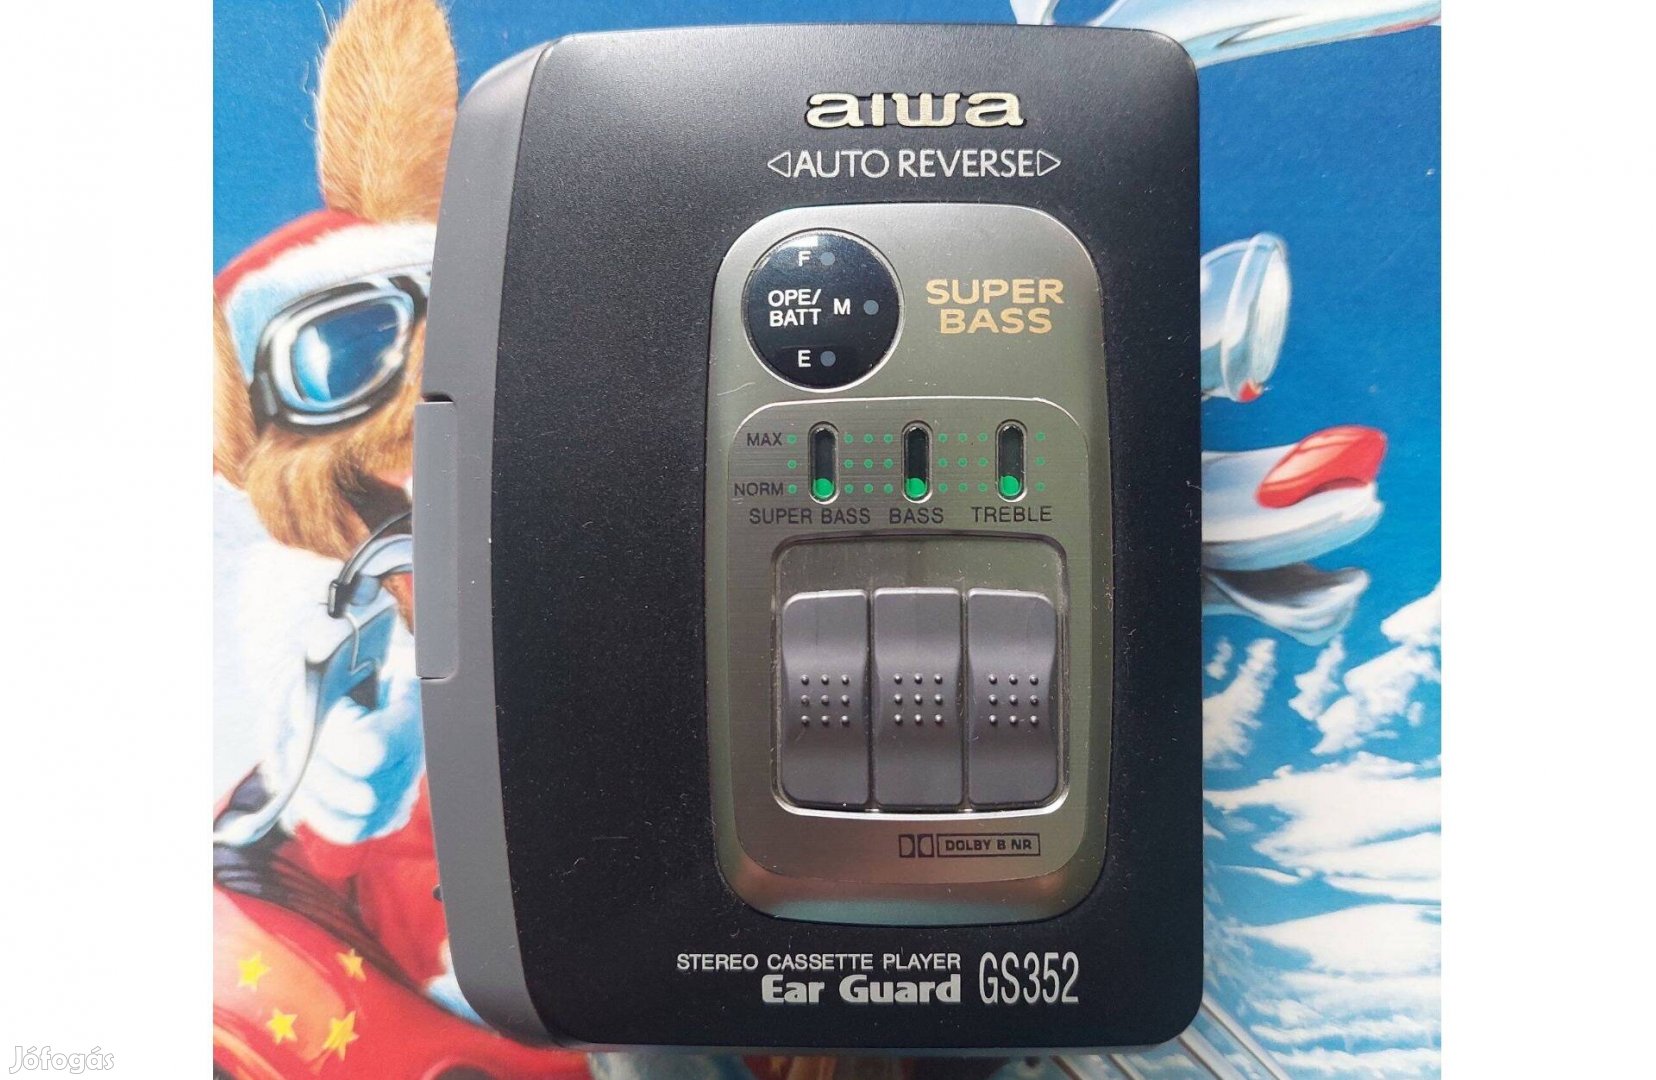 aiwa
◁AUTO REVERSE▷
F
OPE/
BATT M
E
SUPER
BASS
MAX
NORM
SUPER BASS BASS TREBLE
DOLBY B NR
STEREO CASSETTE PLAYER
Ear Guard GS352
Jófogás